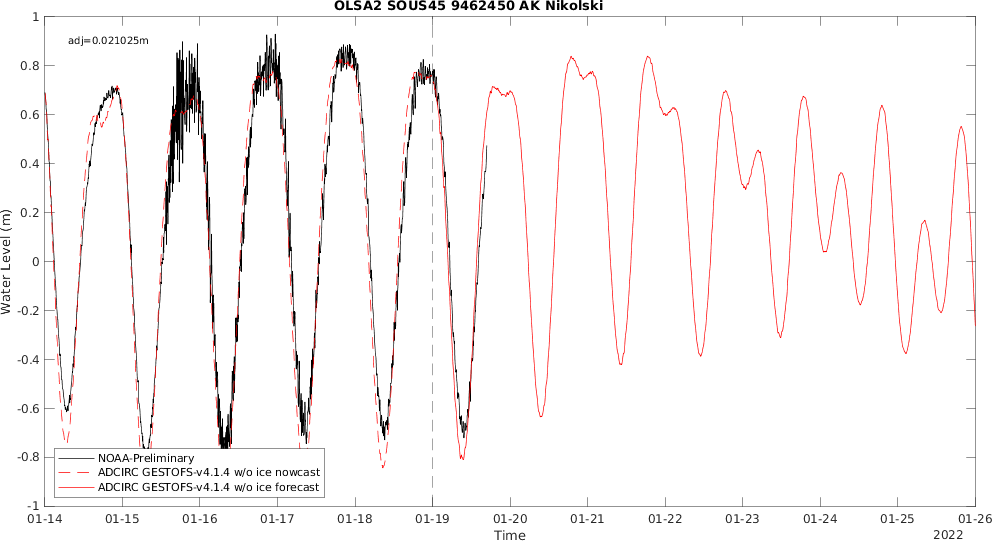 OLSA2 SOUS45 9462450 AK Nikolski
adj=0.021025m
1
0.8
0.6
0.4
0.2
0
-0.2
-0.4
-0.6
-0.8
-1
Water Level (m)
NOAA-Preliminary
ADCIRC GESTOFS-v4.1.4 w/o ice nowcast
ADCIRC GESTOFS-v4.1.4 w/o ice forecast
01-14 01-15 01-16 01-17 01-18 01-19 01-20 01-21 01-22 01-23 01-24 01-25 01-26
Time
2022